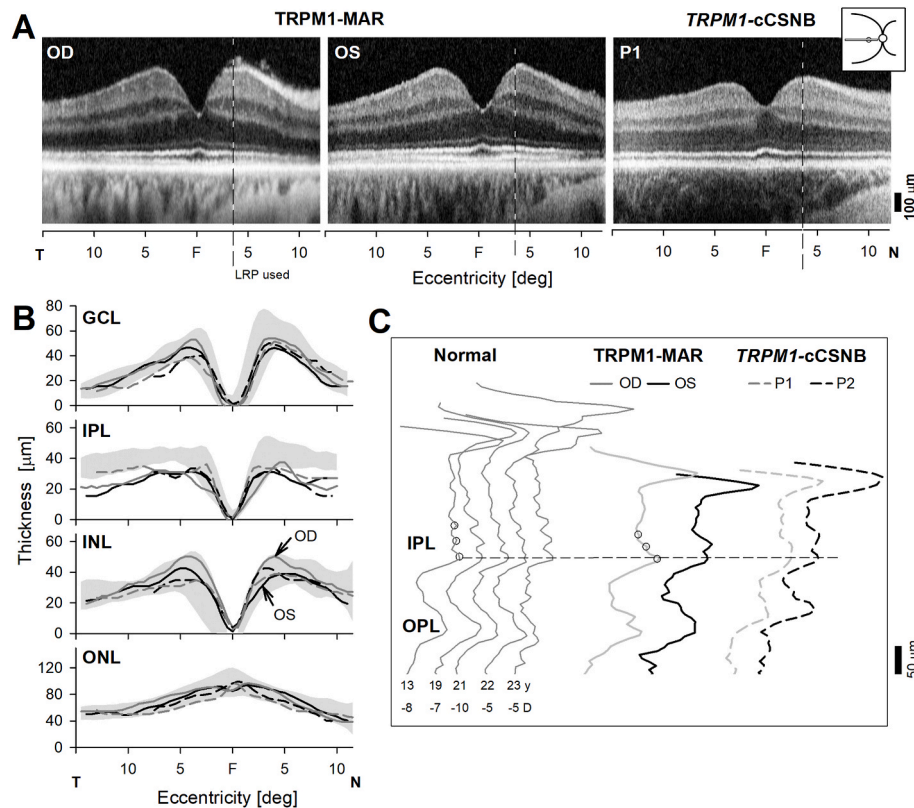 A
TRPM1-MAR
TRPM1-cCSNB
OD
OS
P1
100 µm
T 10 5 F 5 10 10 5 F 5 10 10 5 F 5 10 N
LRP used
Eccentricity [deg]
B
Thickness [µm]
GCL
80
60
40
20
0
IPL
60
40
20
0
INL
60
40
20
0
OD
OS
ONL
120
80
40
0
10 5 F 5 10
T N
Eccentricity [deg]
C
Normal
TRPM1-MAR
TRPM1-cCSNB
OD OS
P1 P2
IPL
OPL
13 19 21 22 23 y
-8 -7 -10 -5 -5 D
50 µm